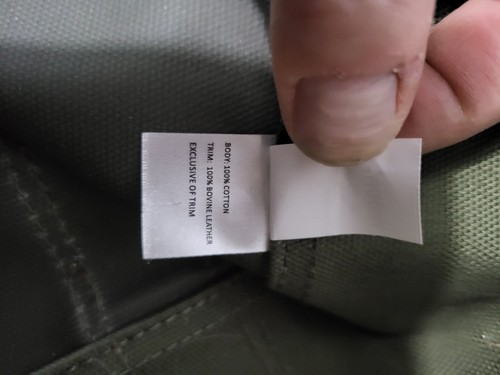 BODY: 100% COTTON
TRIM: 100% BOVINE LEATHER
EXCLUSIVE OF TRIM